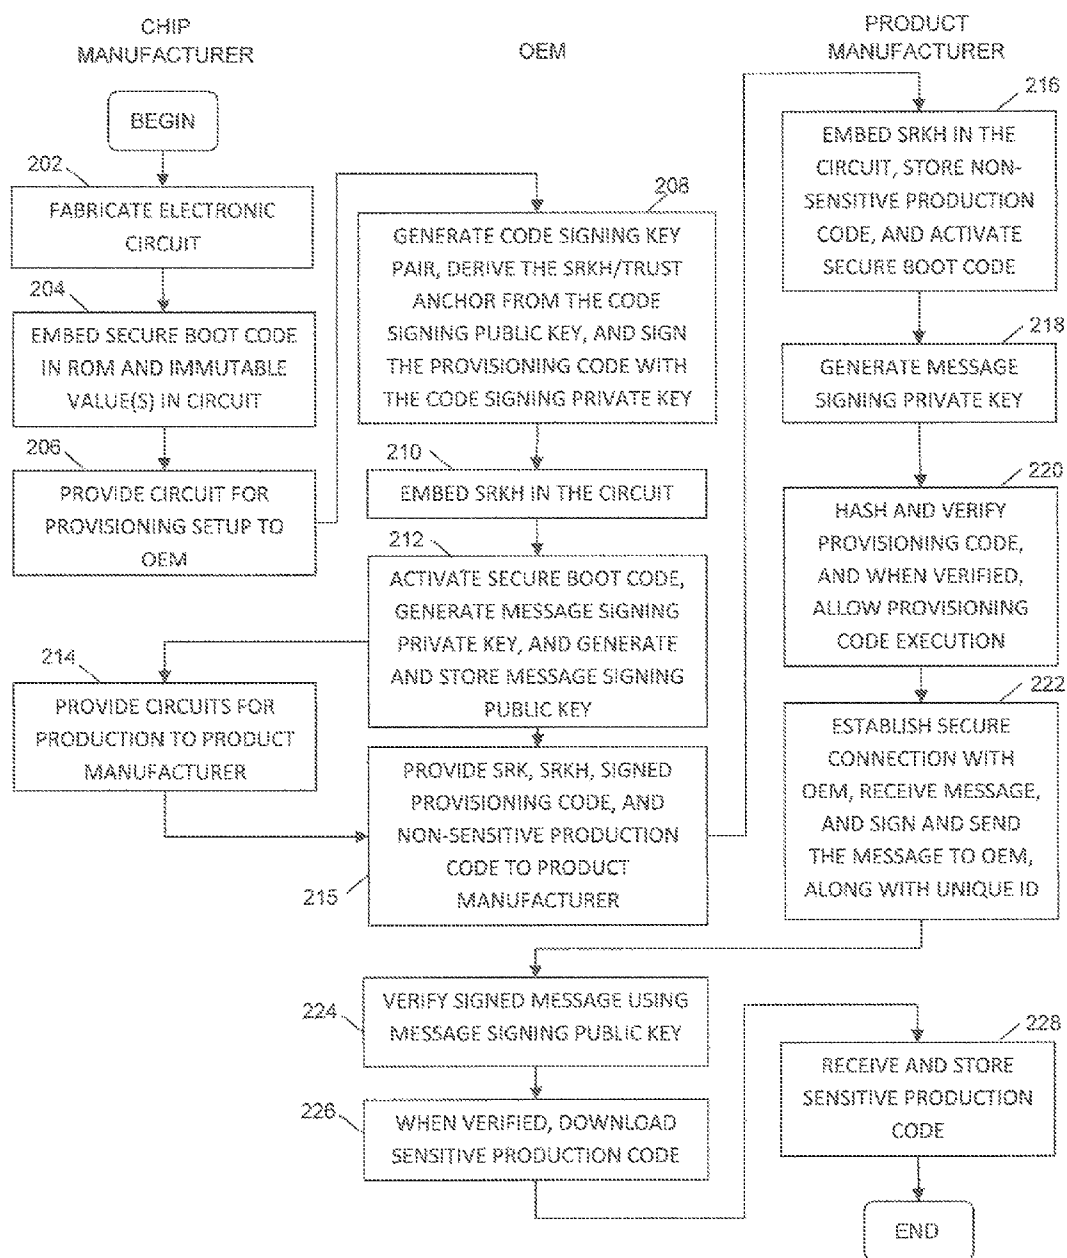 CHIP
MANUFACTURER
OEM
PRODUCT
MANUFACTURER
BEGIN
202
FABRICATE ELECTRONIC
CIRCUIT
204
EMBED SECURE BOOT CODE
IN ROM AND IMMUTABLE
VALUE(S) IN CIRCUIT
206
PROVIDE CIRCUIT FOR
PROVISIONING SETUP TO
OEM
208
GENERATE CODE SIGNING KEY
PAIR, DERIVE THE SRKH/TRUST
ANCHOR FROM THE CODE
SIGNING PUBLIC KEY, AND SIGN
THE PROVISIONING CODE WITH
THE CODE SIGNING PRIVATE KEY
210
EMBED SRKH IN THE CIRCUIT
212
ACTIVATE SECURE BOOT CODE,
GENERATE MESSAGE SIGNING
PRIVATE KEY, AND GENERATE
AND STORE MESSAGE SIGNING
PUBLIC KEY
214
PROVIDE CIRCUITS FOR
PRODUCTION TO PRODUCT
MANUFACTURER
PROVIDE SRK, SRKH, SIGNED
PROVISIONING CODE, AND
NON-SENSITIVE PRODUCTION
CODE TO PRODUCT
MANUFACTURER
215
216
EMBED SRKH IN THE
CIRCUIT, STORE NON-
SENSITIVE PRODUCTION
CODE, AND ACTIVATE
SECURE BOOT CODE
218
GENERATE MESSAGE
SIGNING PRIVATE KEY
220
HASH AND VERIFY
PROVISIONING CODE,
AND WHEN VERIFIED,
ALLOW PROVISIONING
CODE EXECUTION
222
ESTABLISH SECURE
CONNECTION WITH
OEM, RECEIVE MESSAGE,
AND SIGN AND SEND
THE MESSAGE TO OEM,
ALONG WITH UNIQUE ID
224
VERIFY SIGNED MESSAGE USING
MESSAGE SIGNING PUBLIC KEY
226
WHEN VERIFIED, DOWNLOAD
SENSITIVE PRODUCTION CODE
228
RECEIVE AND STORE
SENSITIVE PRODUCTION
CODE
END